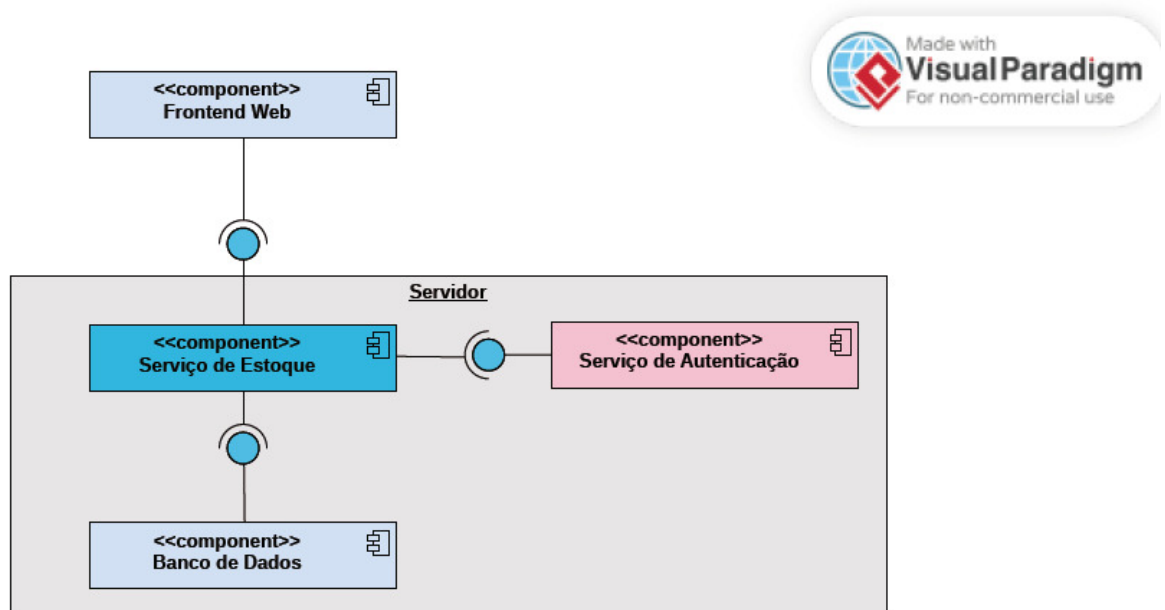 Made with
Visual Paradigm
For non-commercial use
<<component>>
Frontend Web
Servidor
<<component>>
Serviço de Estoque
<<component>>
Serviço de Autenticação
<<component>>
Banco de Dados